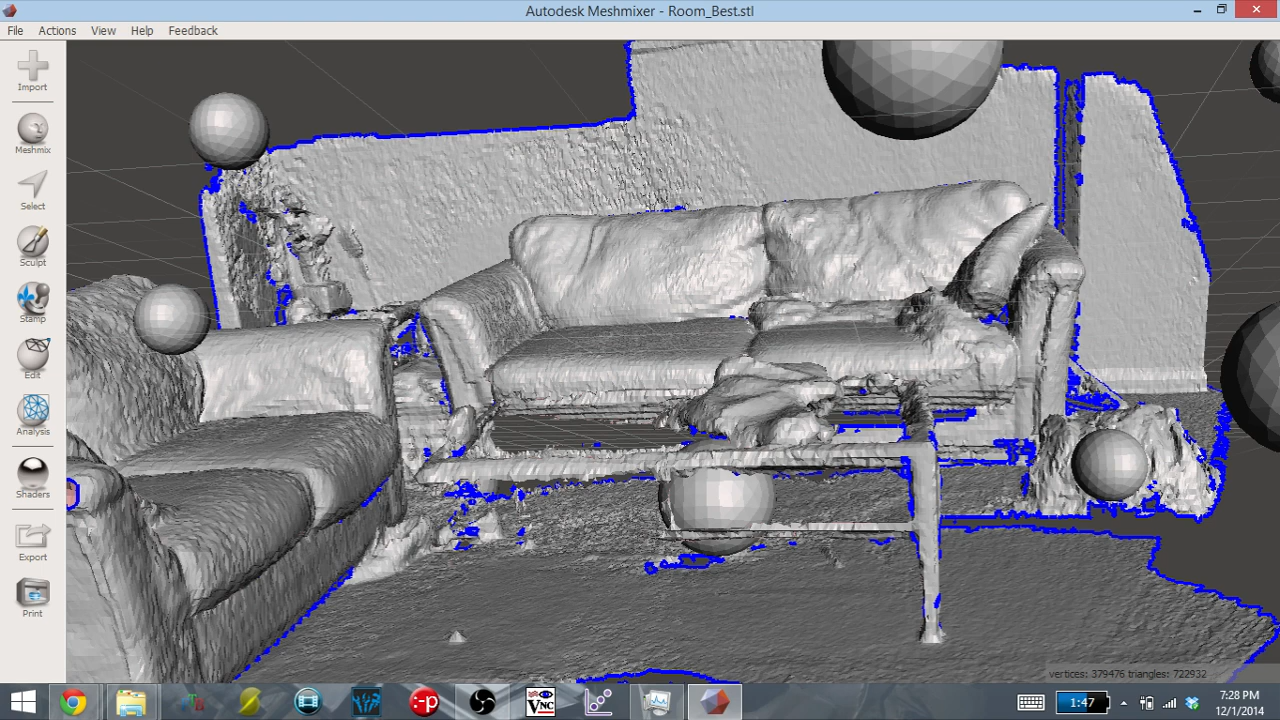 Autodesk Meshmixer - Room_Best.stl
File Actions View Help Feedback
Import
Meshmix
Select
Sculpt
Stamp
Edit
Analysis
Shaders
Export
Print
vertices: 379476 triangles: 722932
:-p
VNC
1:47
7:28 PM
12/1/2014